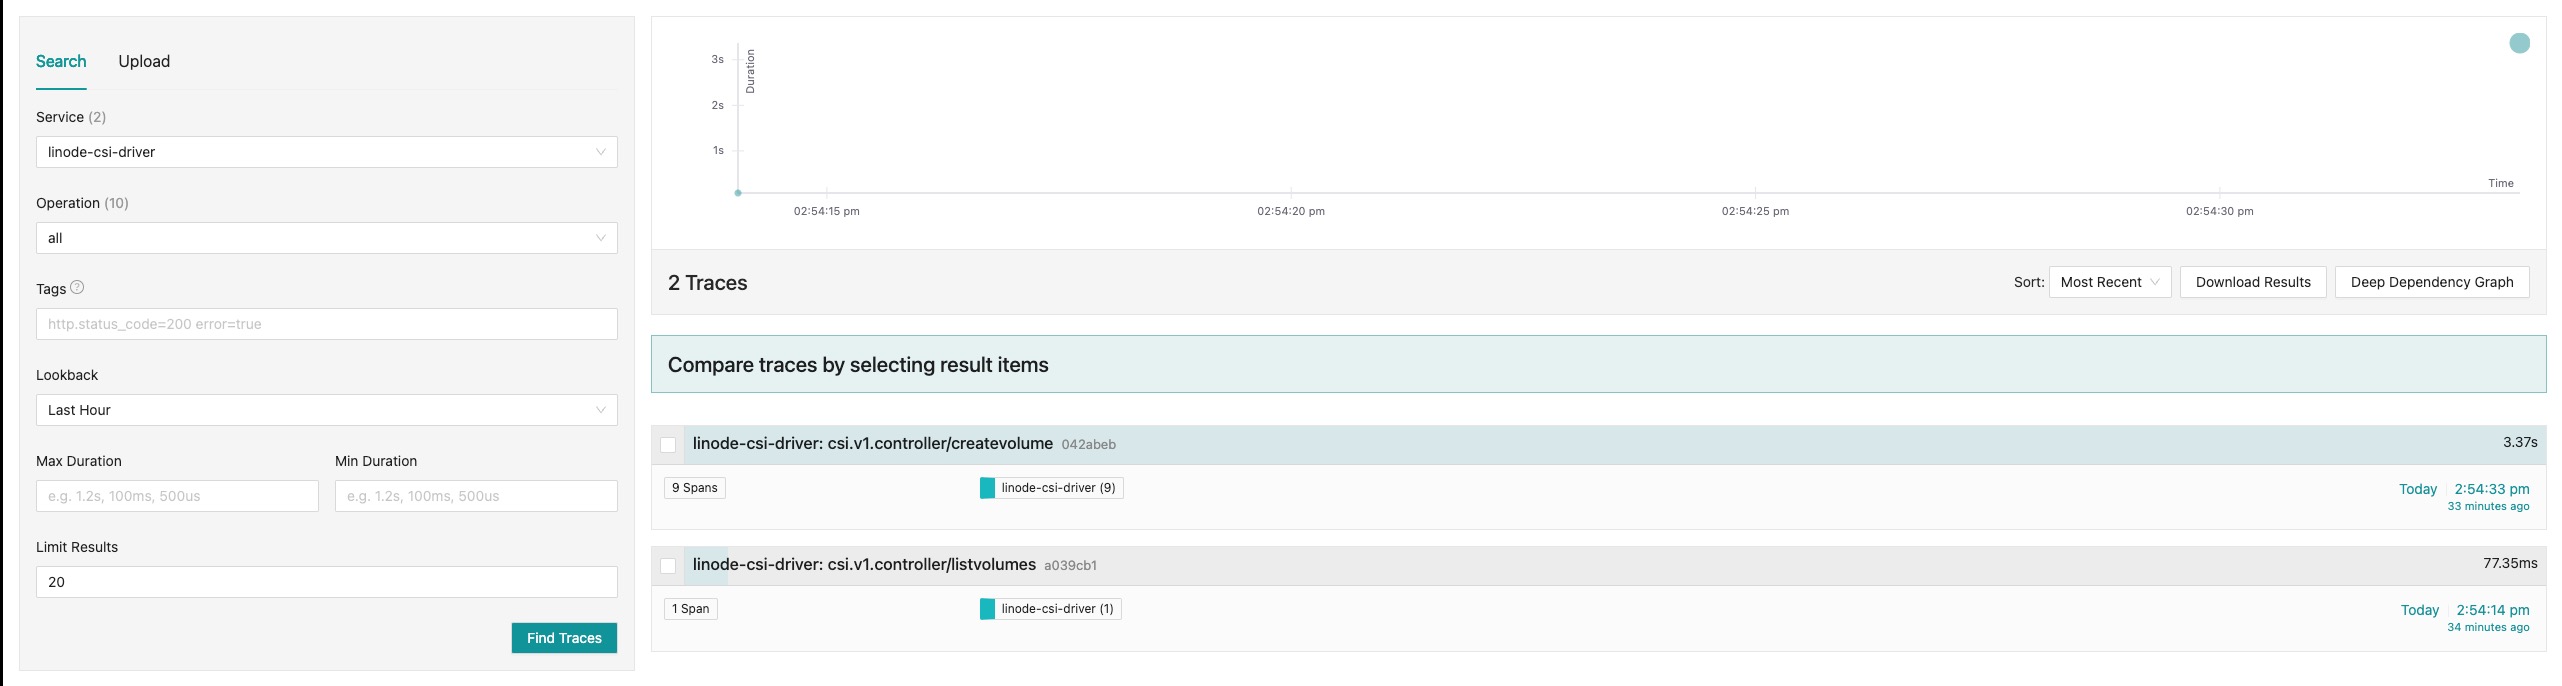 Search Upload
Service (2)
linode-csi-driver
Operation (10)
all
Tags ?
http.status_code=200 error=true
Lookback
Last Hour
Max Duration Min Duration
e.g. 1.2s, 100ms, 500us e.g. 1.2s, 100ms, 500us
Limit Results
20
Find Traces
Duration
3s
2s
1s
Time
02:54:15 pm 02:54:20 pm 02:54:25 pm 02:54:30 pm
2 Traces Sort: Most Recent Download Results Deep Dependency Graph
Compare traces by selecting result items
linode-csi-driver: csi.v1.controller/createvolume 042abeb 3.37s
9 Spans linode-csi-driver (9) Today 2:54:33 pm
33 minutes ago
linode-csi-driver: csi.v1.controller/listvolumes a039cb1 77.35ms
1 Span linode-csi-driver (1) Today 2:54:14 pm
34 minutes ago